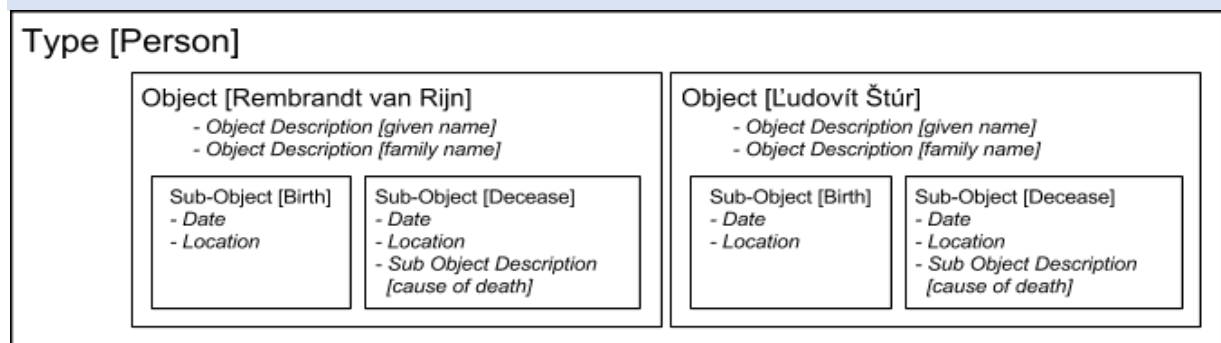 Type [Person]
Object [Rembrandt van Rijn]
- Object Description [given name]
- Object Description [family name]
Sub-Object [Birth]
- Date
- Location
Sub-Object [Decease]
- Date
- Location
- Sub Object Description
[cause of death]
Object [Ľudovít Štúr]
- Object Description [given name]
- Object Description [family name]
Sub-Object [Birth]
- Date
- Location
Sub-Object [Decease]
- Date
- Location
- Sub Object Description
[cause of death]